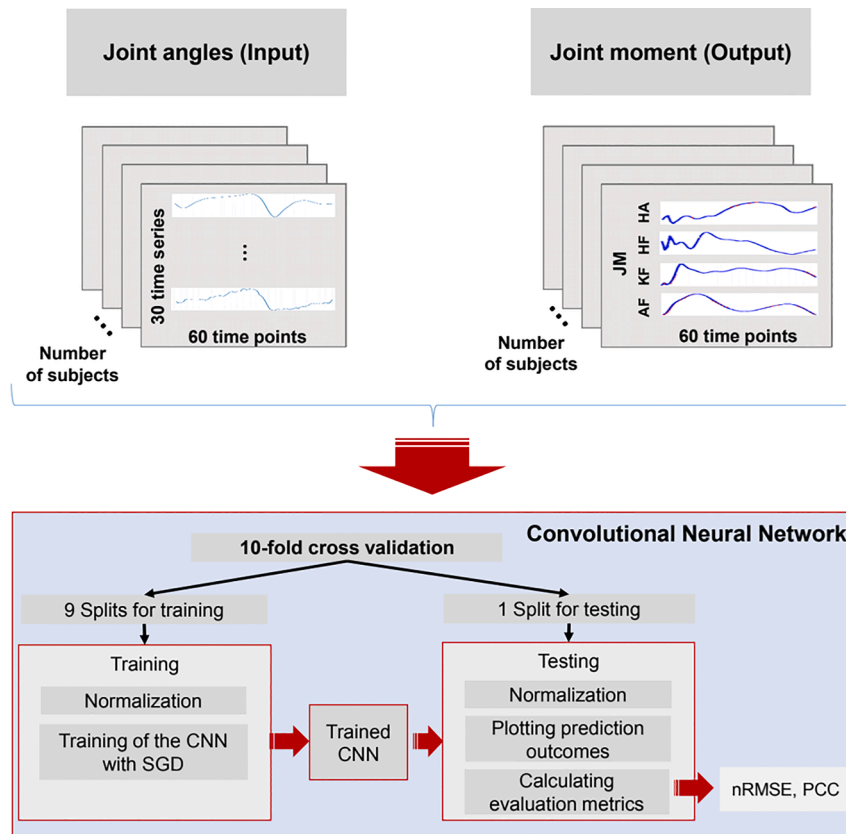 Joint angles (Input)
Joint moment (Output)
30 time series
...
60 time points
...
Number
of subjects
JM
HA
HF
KF
AF
60 time points
...
Number
of subjects
Convolutional Neural Network
10-fold cross validation
9 Splits for training
1 Split for testing
Training
Normalization
Training of the CNN
with SGD
Trained
CNN
Testing
Normalization
Plotting prediction
outcomes
Calculating
evaluation metrics
nRMSE, PCC